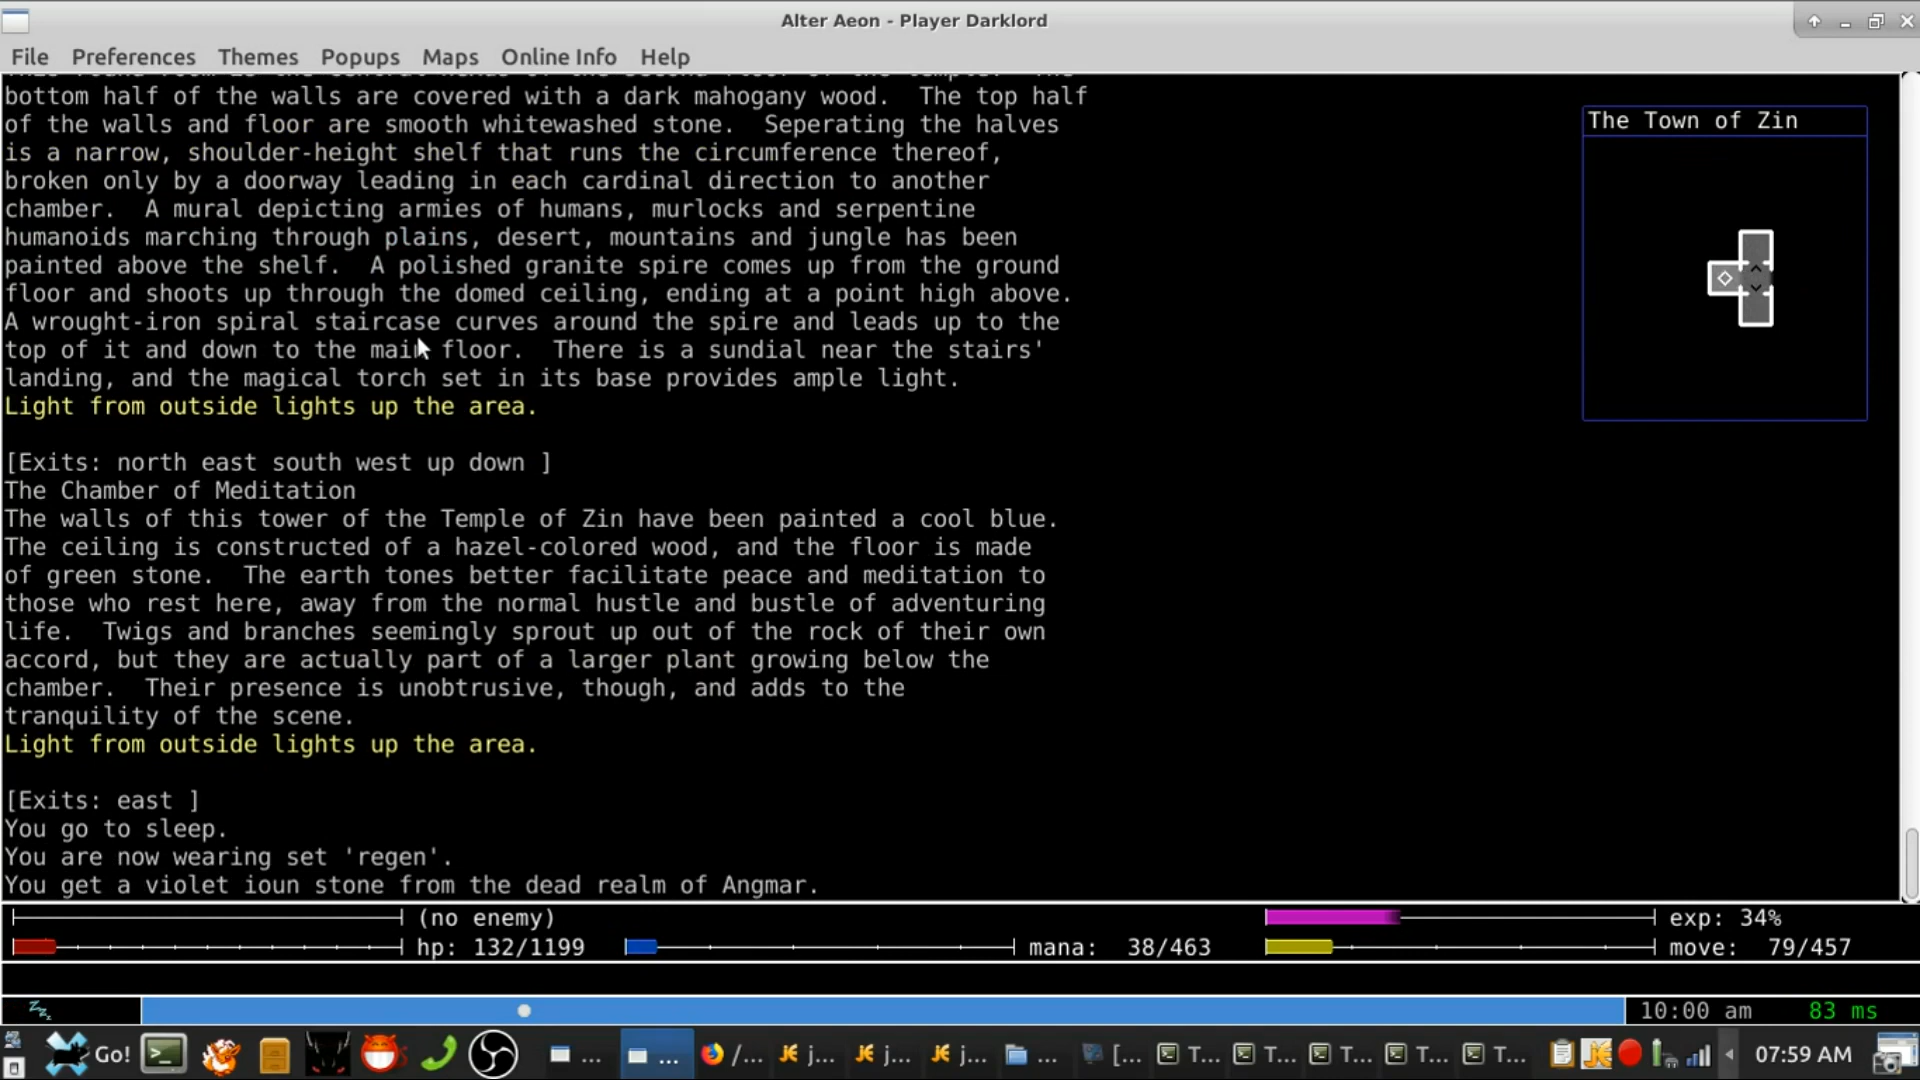 Alter Aeon - Player Darklord
File Preferences Themes Popups Maps Online Info Help
bottom half of the walls are covered with a dark mahogany wood.  The top half
of the walls and floor are smooth whitewashed stone.  Seperating the halves
is a narrow, shoulder-height shelf that runs the circumference thereof,
broken only by a doorway leading in each cardinal direction to another
chamber.  A mural depicting armies of humans, murlocks and serpentine
humanoids marching through plains, desert, mountains and jungle has been
painted above the shelf.  A polished granite spire comes up from the ground
floor and shoots up through the domed ceiling, ending at a point high above.
A wrought-iron spiral staircase curves around the spire and leads up to the
top of it and down to the main floor.  There is a sundial near the stairs'
landing, and the magical torch set in its base provides ample light.
Light from outside lights up the area.
[Exits: north east south west up down ]
The Chamber of Meditation
The walls of this tower of the Temple of Zin have been painted a cool blue.
The ceiling is constructed of a hazel-colored wood, and the floor is made
of green stone.  The earth tones better facilitate peace and meditation to
those who rest here, away from the normal hustle and bustle of adventuring
life.  Twigs and branches seemingly sprout up out of the rock of their own
accord, but they are actually part of a larger plant growing below the
chamber.  Their presence is unobtrusive, though, and adds to the
tranquility of the scene.
Light from outside lights up the area.
[Exits: east ]
You go to sleep.
You are now wearing set 'regen'.
You get a violet ioun stone from the dead realm of Angmar.
The Town of Zin
(no enemy) exp: 34%
hp: 132/1199 mana: 38/463 move: 79/457
zzz 10:00 am 83 ms
Go! ... ... /... j... j... j... ... [... T... T... T... T... T... 07:59 AM